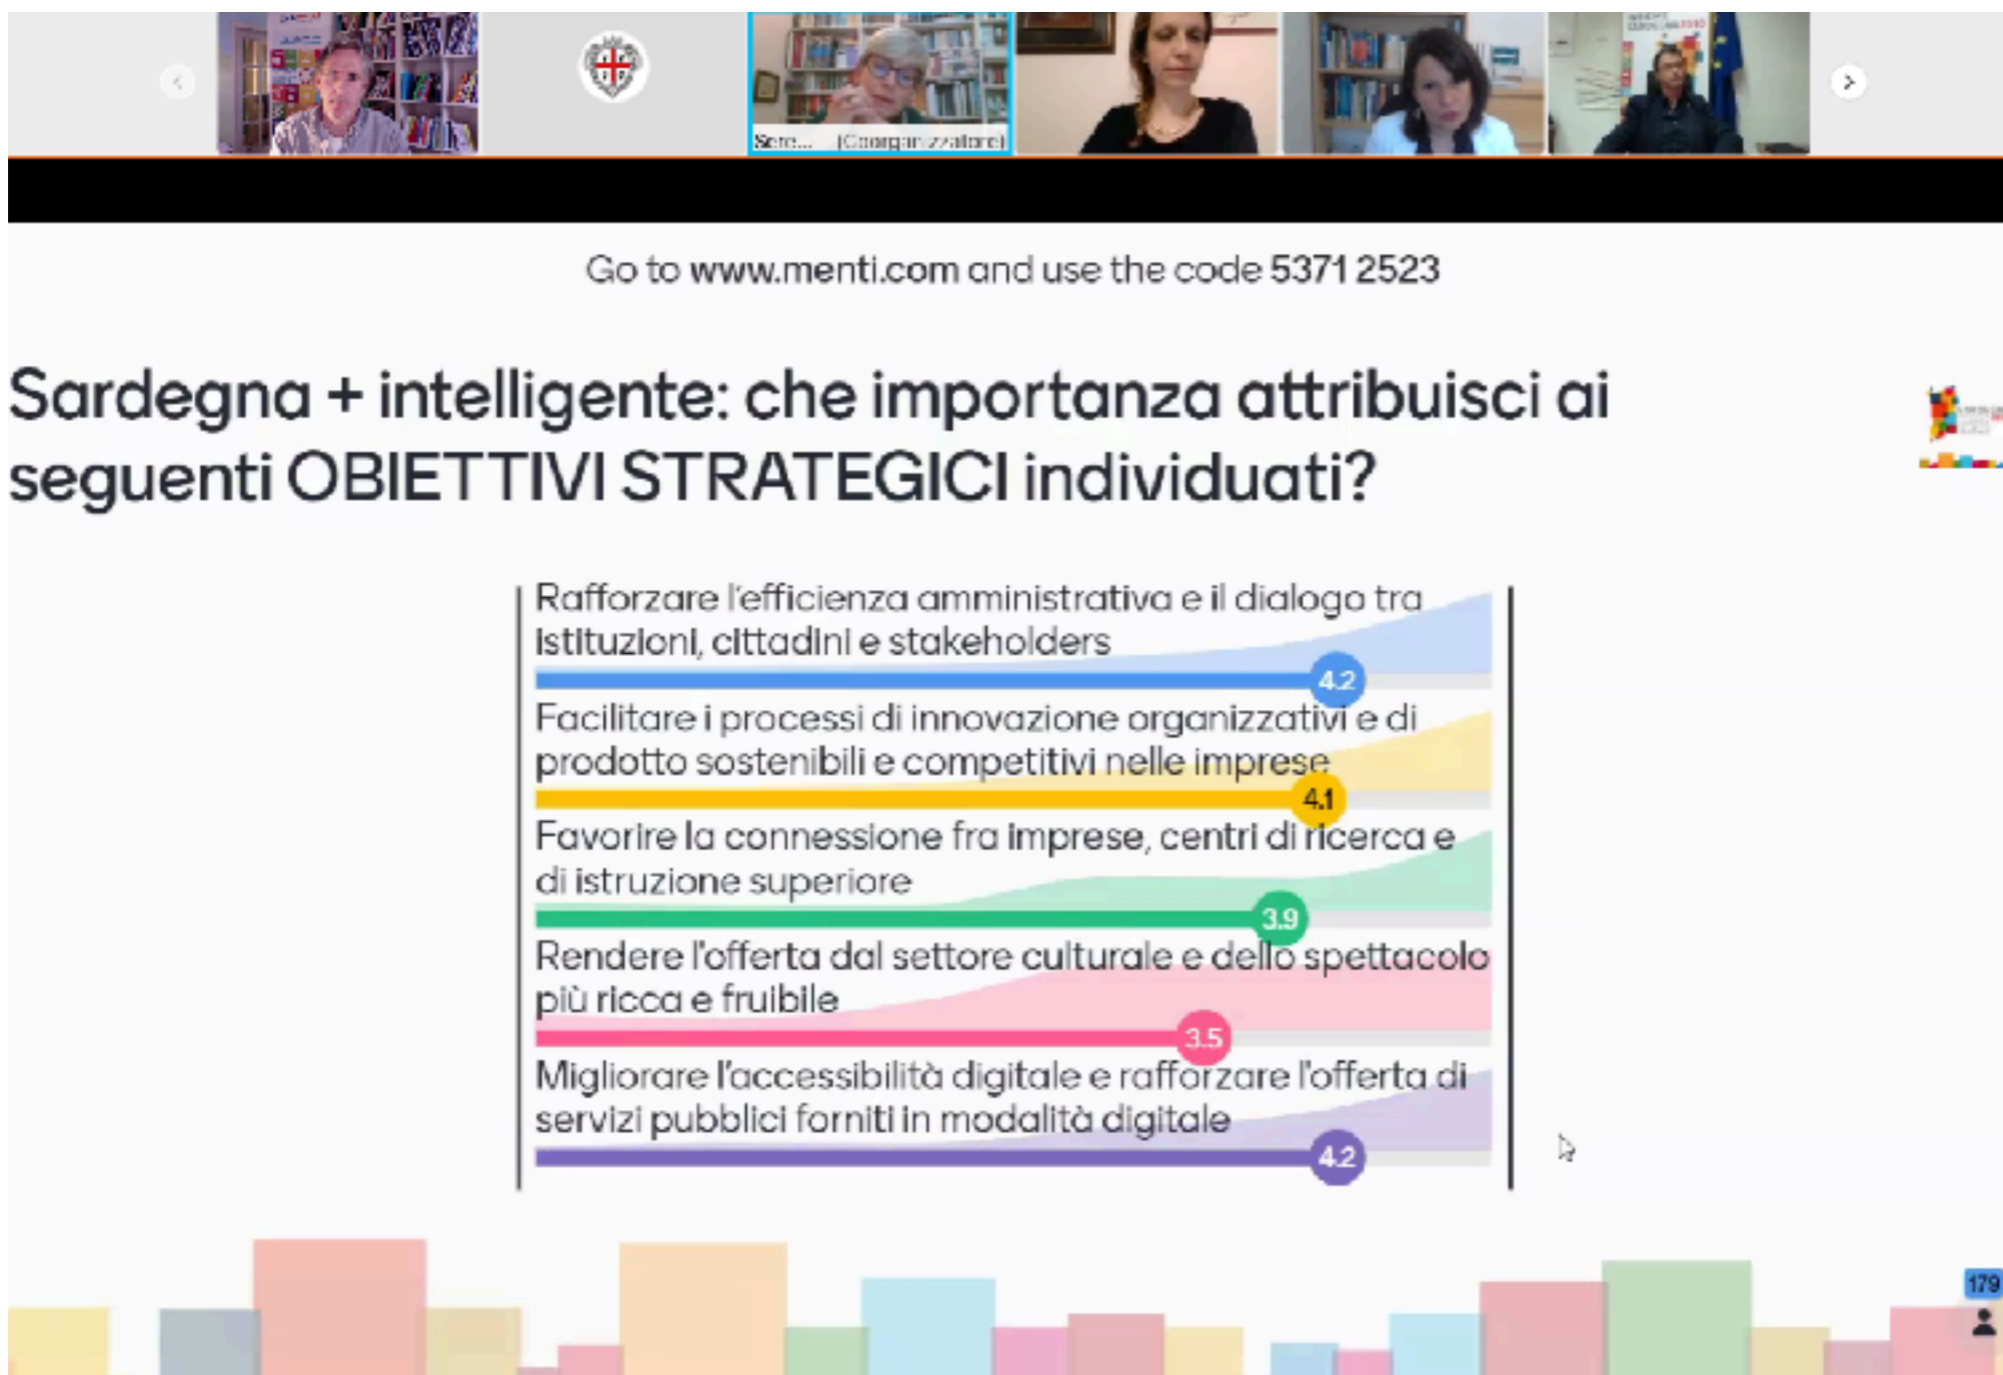 Sere... (Coorganizzatore)
Go to www.menti.com and use the code 5371 2523
Sardegna + intelligente: che importanza attribuisci ai
seguenti OBIETTIVI STRATEGICI individuati?
Rafforzare l'efficienza amministrativa e il dialogo tra
istituzioni, cittadini e stakeholders
4.2
Facilitare i processi di innovazione organizzativi e di
prodotto sostenibili e competitivi nelle imprese
4.1
Favorire la connessione fra imprese, centri di ricerca e
di istruzione superiore
3.9
Rendere l'offerta dal settore culturale e dello spettacolo
più ricca e fruibile
3.5
Migliorare l'accessibilità digitale e rafforzare l'offerta di
servizi pubblici forniti in modalità digitale
4.2
179